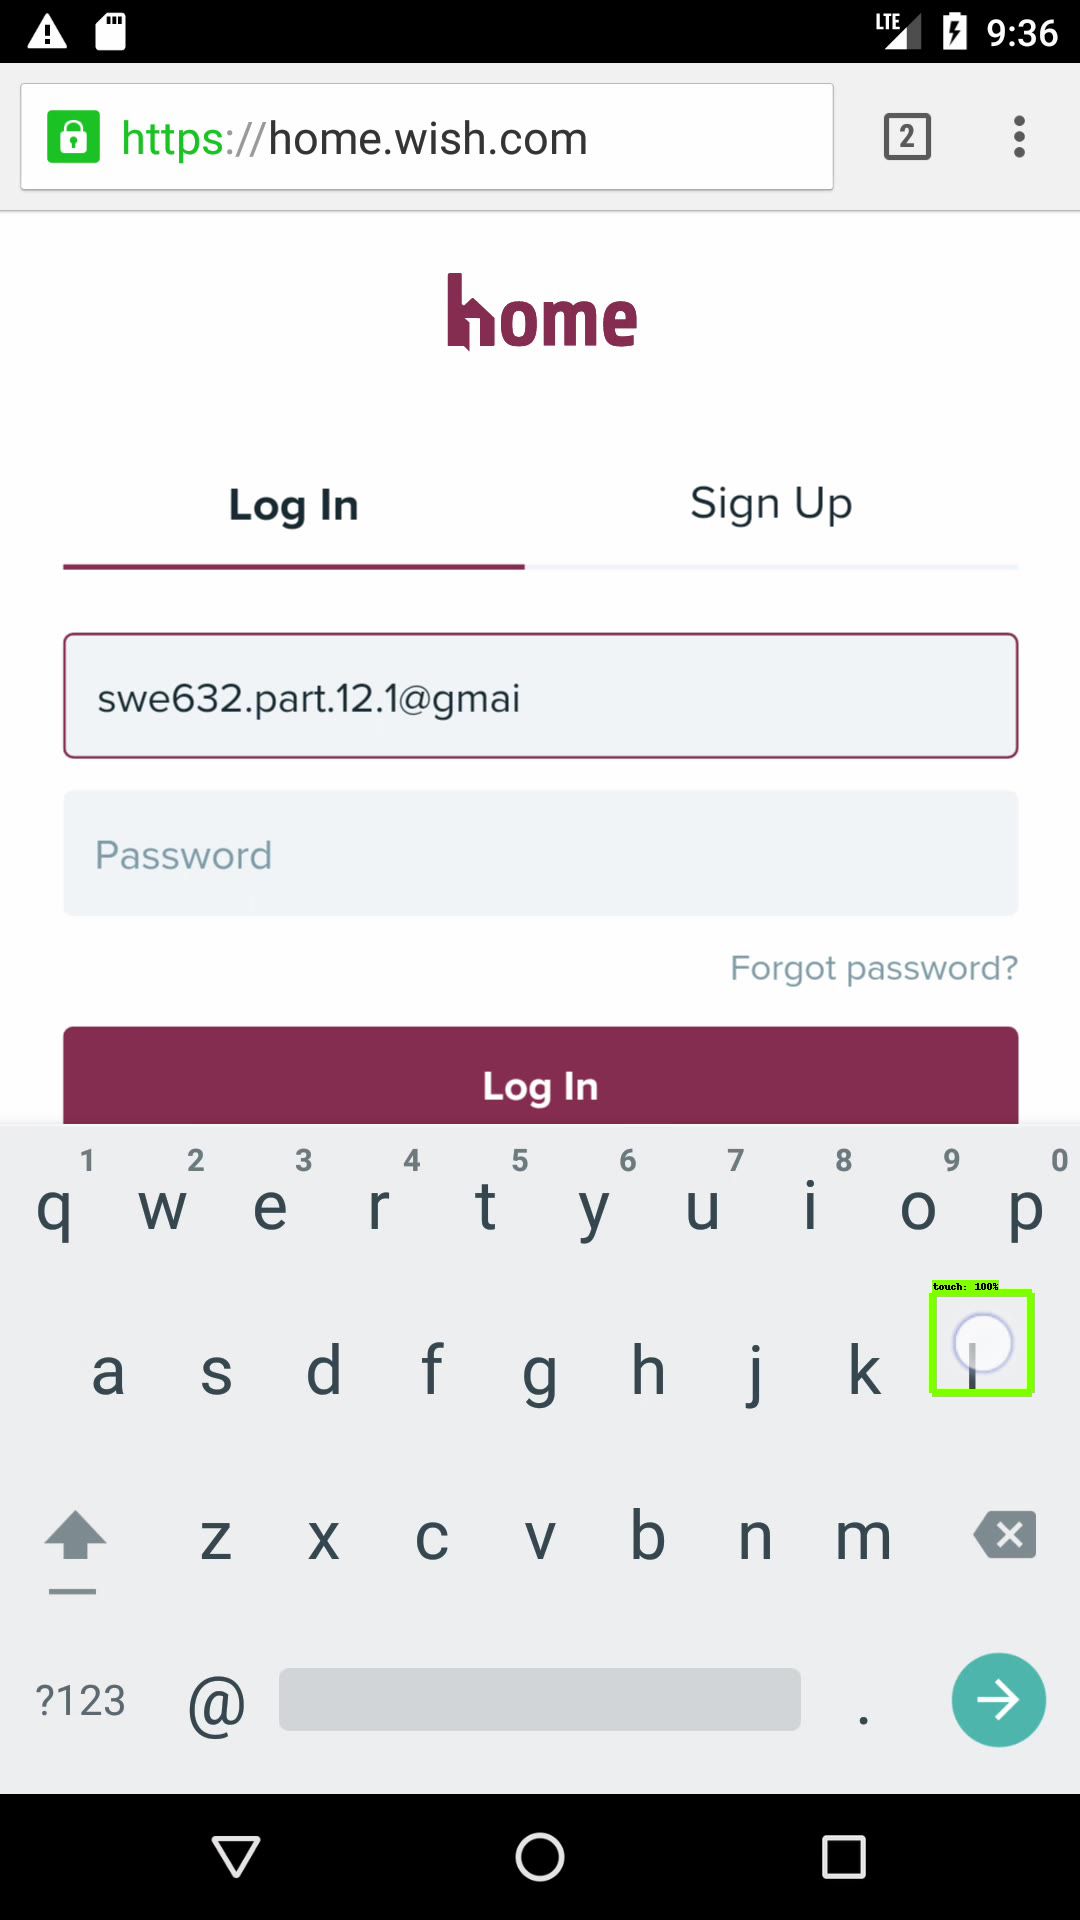 LTE 9:36
https://home.wish.com 2
home
Log In Sign Up
swe632.part.12.1@gmai
Password
Forgot password?
Log In
1 2 3 4 5 6 7 8 9 0
q w e r t y u i o p
touch: 100%
a s d f g h j k l
z x c v b n m
?123 @ .